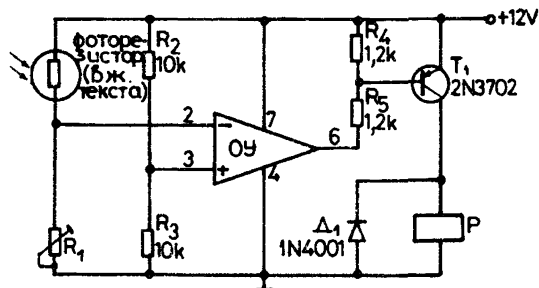 +12V
фоторе-
зистор
(вж.
текста)
R2
10k
R4
1,2k
T1
2N3702
R5
1,2k
2
7
6
ОУ
3
4
R1
R3
10k
Д1
1N4001
P